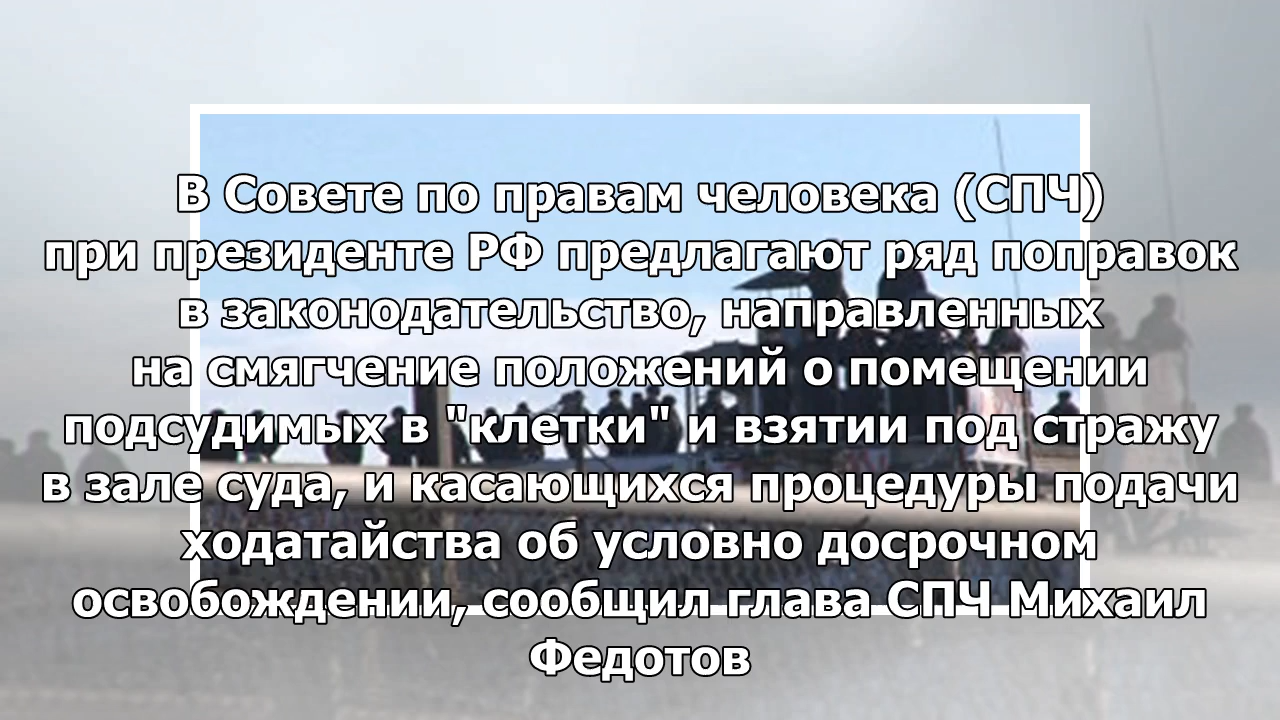 В Совете по правам человека (СПЧ)
при президенте РФ предлагают ряд поправок
в законодательство, направленных
на смягчение положений о помещении
подсудимых в "клетки" и взятии под стражу
в зале суда, и касающихся процедуры подачи
ходатайства об условно досрочном
освобождении, сообщил глава СПЧ Михаил
Федотов